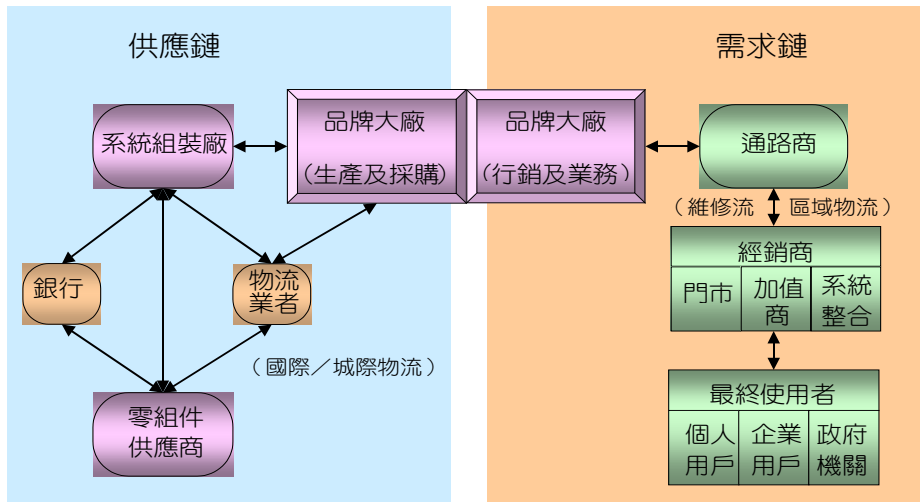 供應鏈
需求鏈
系統組裝廠
品牌大廠
(生產及採購)
品牌大廠
(行銷及業務)
通路商
(維修流
區域物流)
銀行
物流
業者
經銷商
門市
加值
商
系統
整合
(國際／城際物流)
零組件
供應商
最終使用者
個人
用戶
企業
用戶
政府
機關